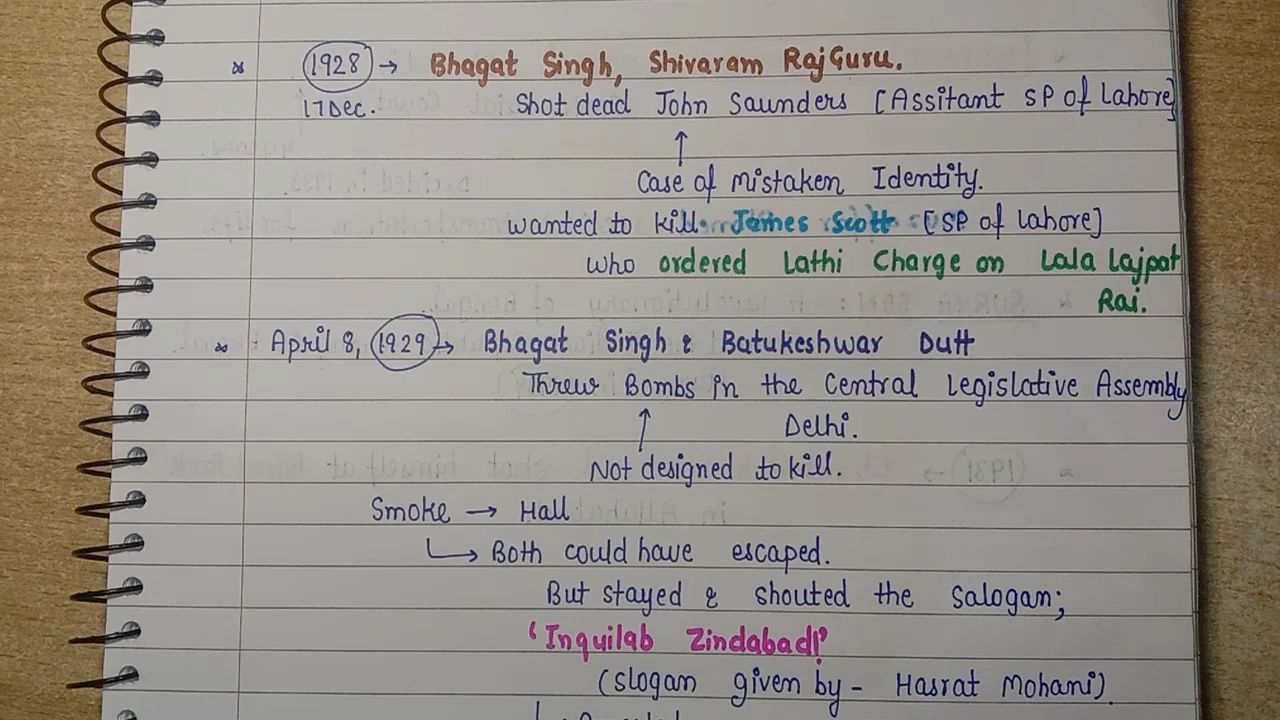 1928 → Bhagat Singh, Shivaram RajGuru.
17 Dec. Shot dead John Saunders [Assitant SP of Lahore]
↑
Case of mistaken Identity.
wanted to kill James Scott [SP of Lahore]
who ordered Lathi Charge on Lala Lajpat
Rai.
April 8, 1929 → Bhagat Singh & Batukeshwar Dutt
Threw Bombs in the Central Legislative Assembly
↑ Delhi.
Not designed to kill.
Smoke → Hall
↳ Both could have escaped.
But stayed & shouted the Salogan;
'Inquilab Zindabad!'
(slogan given by - Hasrat Mohani)